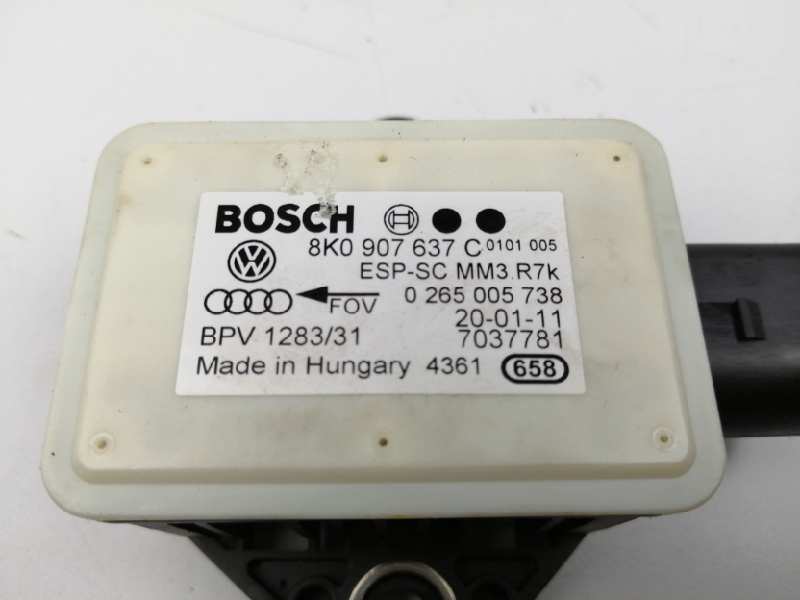 BOSCH
8K0 907 637 C 0101 005
ESP-SC MM3.R7k
FOV 0 265 005 738
20-01-11
BPV 1283/31 7037781
Made in Hungary 4361 658